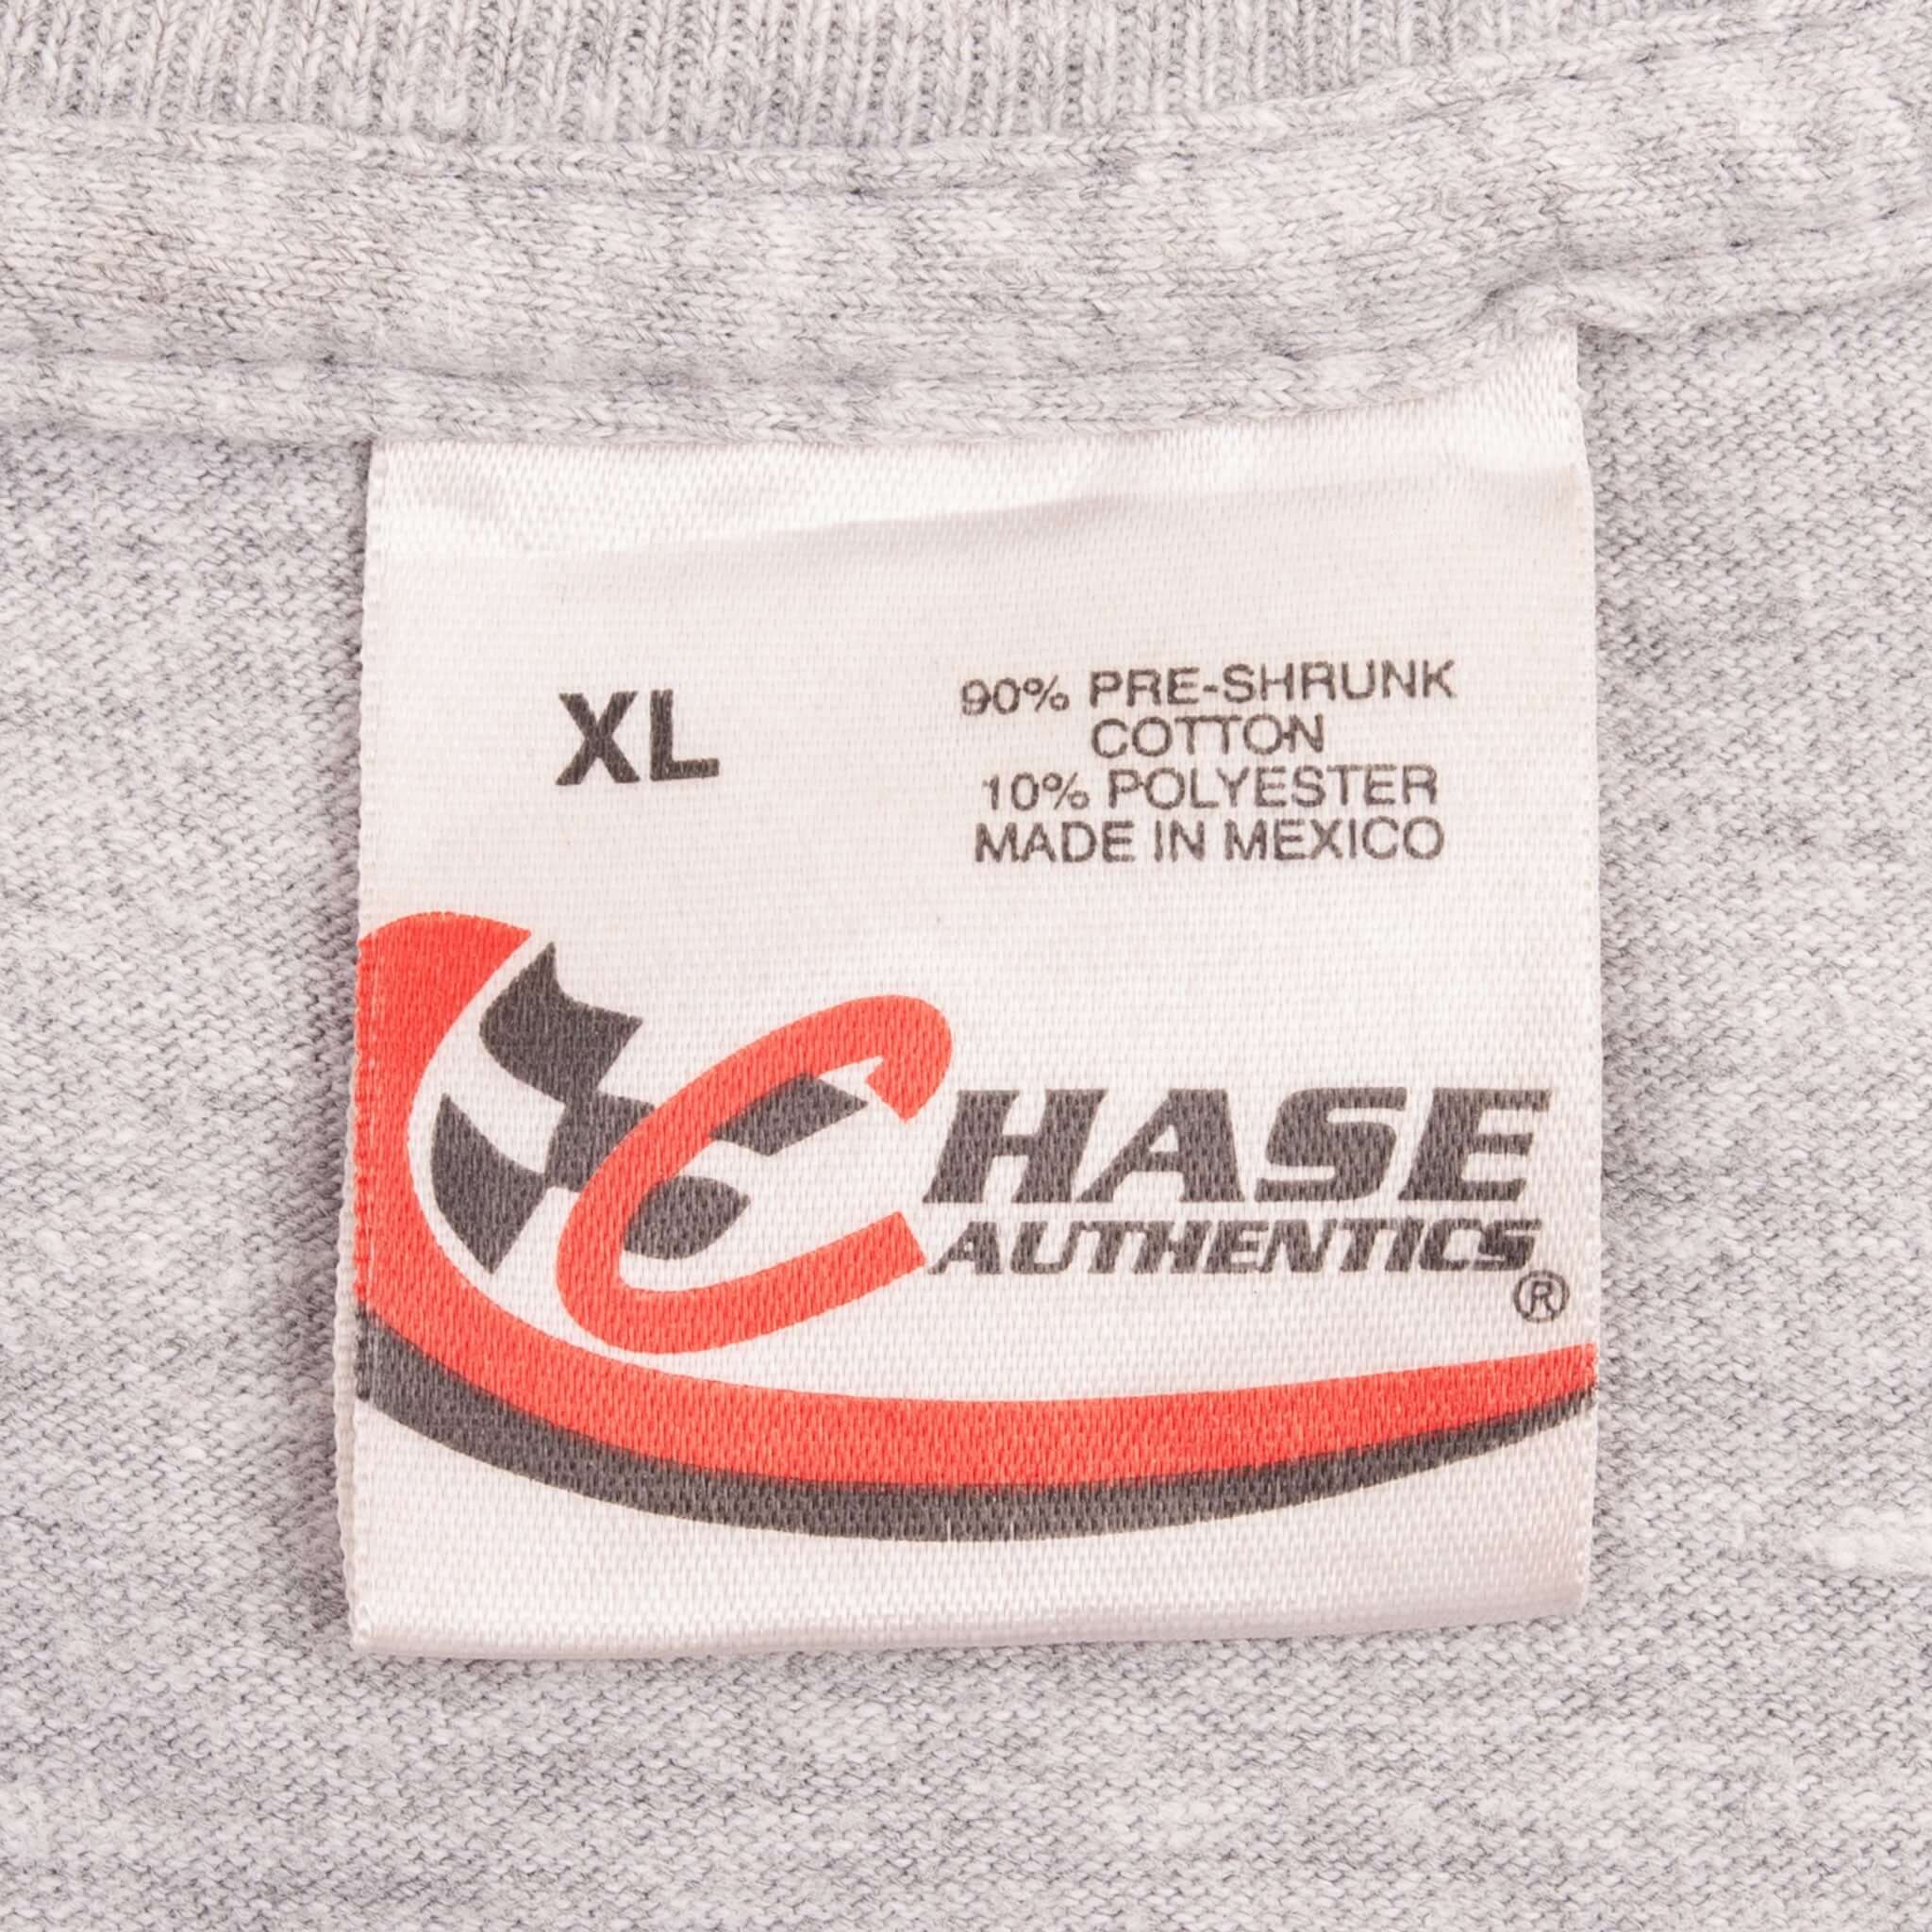 XL
90% PRE-SHRUNK
COTTON
10% POLYESTER
MADE IN MEXICO
CHASE
AUTHENTICS®